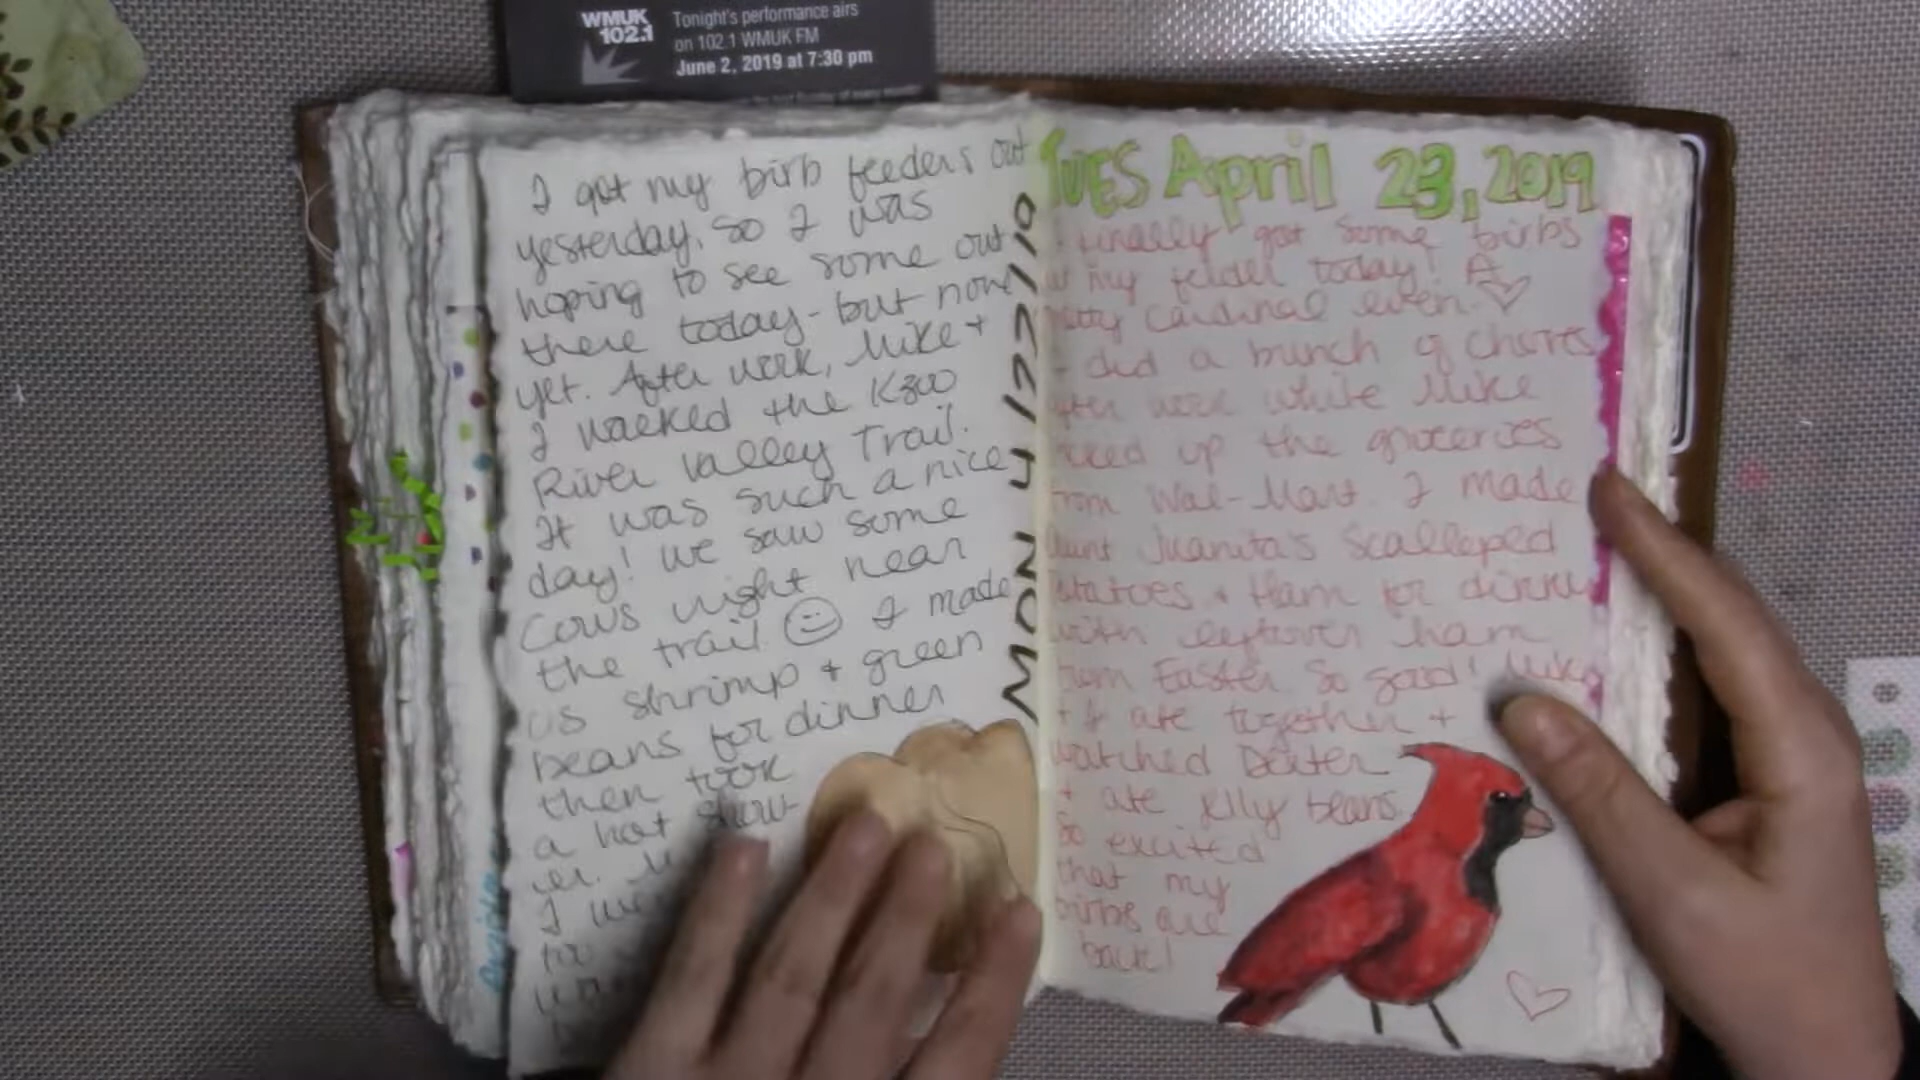 WMUK
102.1
Tonight's performance airs
on 102.1 WMUK FM
June 2, 2019 at 7:30 pm
I got my birb feeders out
yesterday, so I was
hoping to see some out
there today - but none
yet. After work, Mike +
I walked the Kzoo
River Valley Trail.
It was such a nice
day! We saw some
cows right near
the trail I made
us shrimp + green
beans for dinner
then took
a hot show-
er.
I
MON 4/22/19
TUES April 23, 2019
finally got some birbs
my feeder today! A
cardinal even.
did a bunch of chores
work while Mike
up the groceries
from Wal-Mart. I made
Aunt Juanita's Scalloped
Potatoes + Ham for dinner
with leftover ham
from Easter. So good! Mike
+ I ate together +
watched Dexter
+ ate jelly beans.
So excited
that my
birbs are
back!